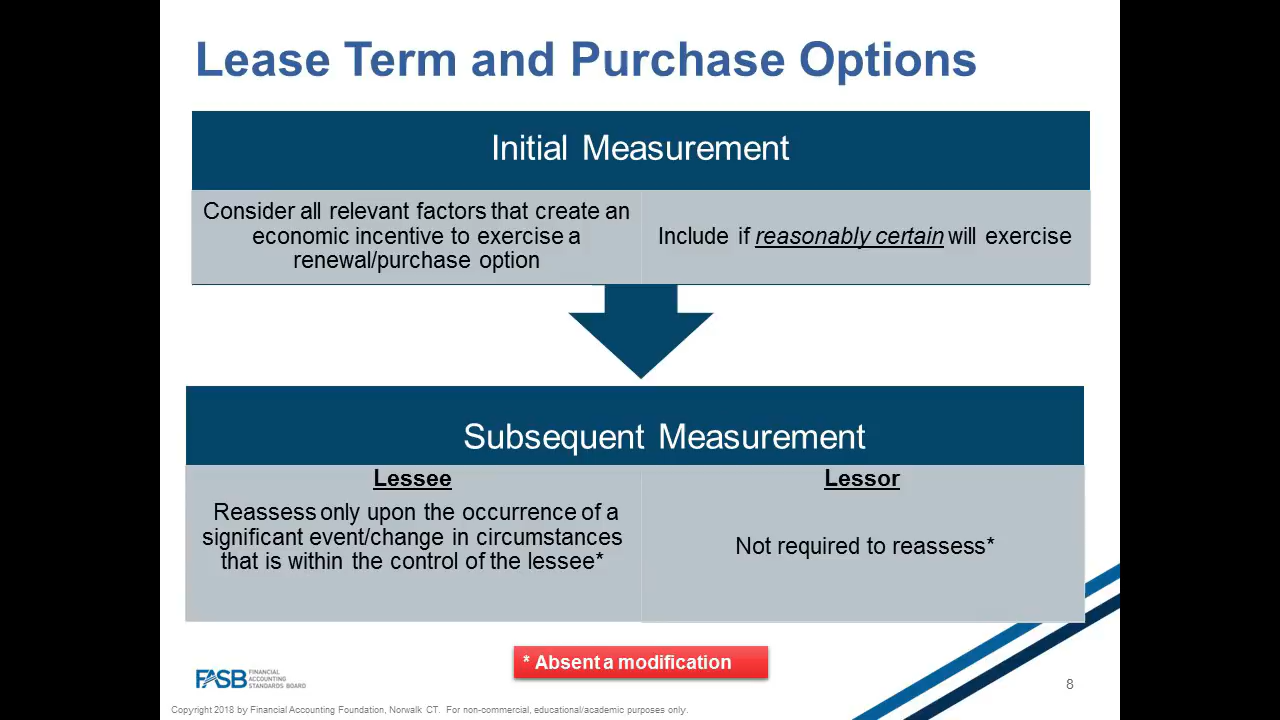 Lease Term and Purchase Options
Initial Measurement
Consider all relevant factors that create an
economic incentive to exercise a
renewal/purchase option
Include if reasonably certain will exercise
Subsequent Measurement
Lessee
Reassess only upon the occurrence of a
significant event/change in circumstances
that is within the control of the lessee*
Lessor
Not required to reassess*
* Absent a modification
FASB
FINANCIAL
ACCOUNTING
STANDARDS BOARD
8
Copyright 2018 by Financial Accounting Foundation, Norwalk CT. For non-commercial, educational/academic purposes only.